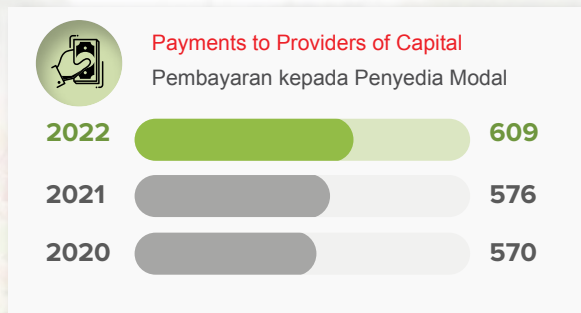 Payments to Providers of Capital
Pembayaran kepada Penyedia Modal
2022 609
2021 576
2020 570